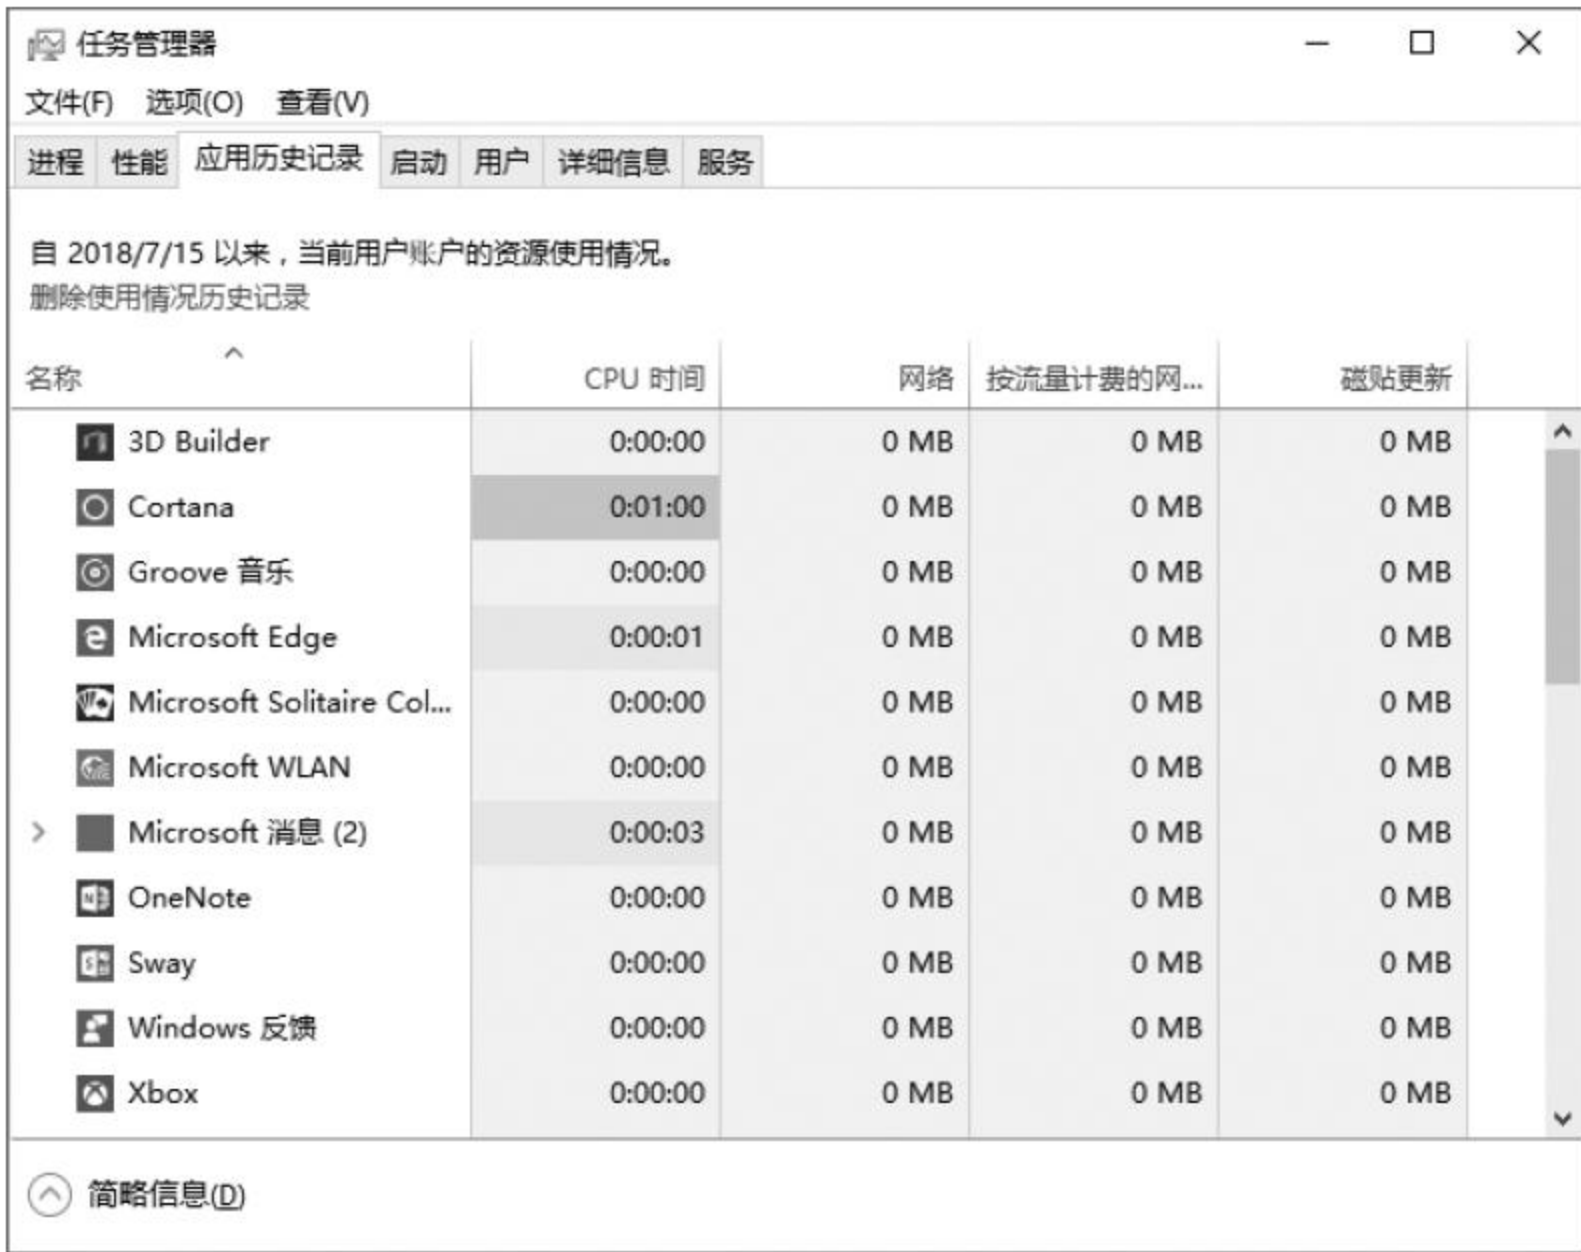 任务管理器
文件(F) 选项(O) 查看(V)
进程 性能 应用历史记录 启动 用户 详细信息 服务
自 2018/7/15 以来，当前用户账户的资源使用情况。
删除使用情况历史记录
名称 CPU 时间 网络 按流量计费的网... 磁贴更新
3D Builder 0:00:00 0 MB 0 MB 0 MB
Cortana 0:01:00 0 MB 0 MB 0 MB
Groove 音乐 0:00:00 0 MB 0 MB 0 MB
Microsoft Edge 0:00:01 0 MB 0 MB 0 MB
Microsoft Solitaire Col... 0:00:00 0 MB 0 MB 0 MB
Microsoft WLAN 0:00:00 0 MB 0 MB 0 MB
Microsoft 消息 (2) 0:00:03 0 MB 0 MB 0 MB
OneNote 0:00:00 0 MB 0 MB 0 MB
Sway 0:00:00 0 MB 0 MB 0 MB
Windows 反馈 0:00:00 0 MB 0 MB 0 MB
Xbox 0:00:00 0 MB 0 MB 0 MB
简略信息(D)